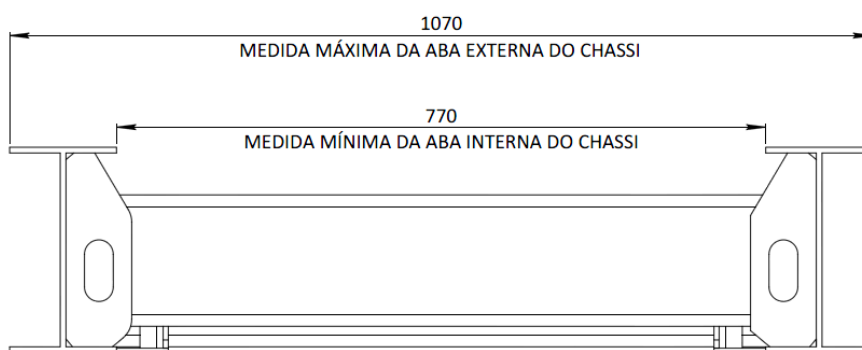 1070
MEDIDA MÁXIMA DA ABA EXTERNA DO CHASSI
770
MEDIDA MÍNIMA DA ABA INTERNA DO CHASSI